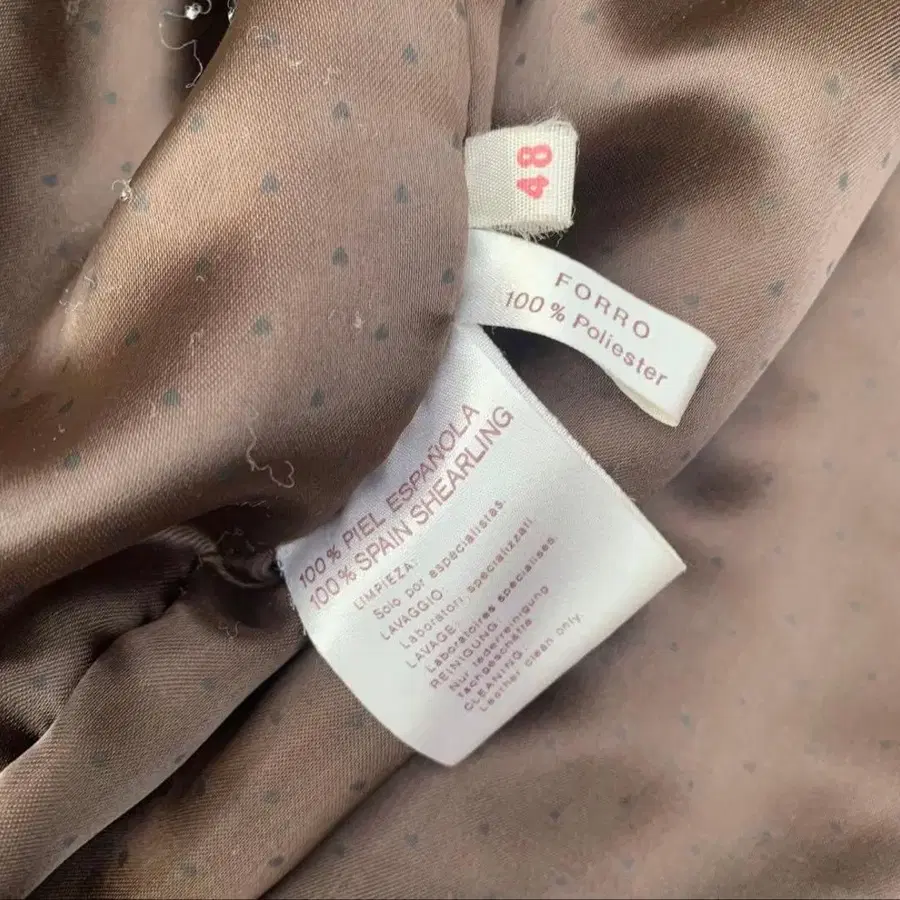 48
FORRO
100 % Poliester
100 % PIEL ESPAÑOLA
100 % SPAIN SHEARLING
LIMPIEZA:
Solo por especialistas.
LAVAGGIO:
Laboratori specializzati.
LAVAGE:
Laboratoires specialises
REINIGUNG:
Nur lederreinigung
fachgeschäfte
CLEANING:
Leather clean only.